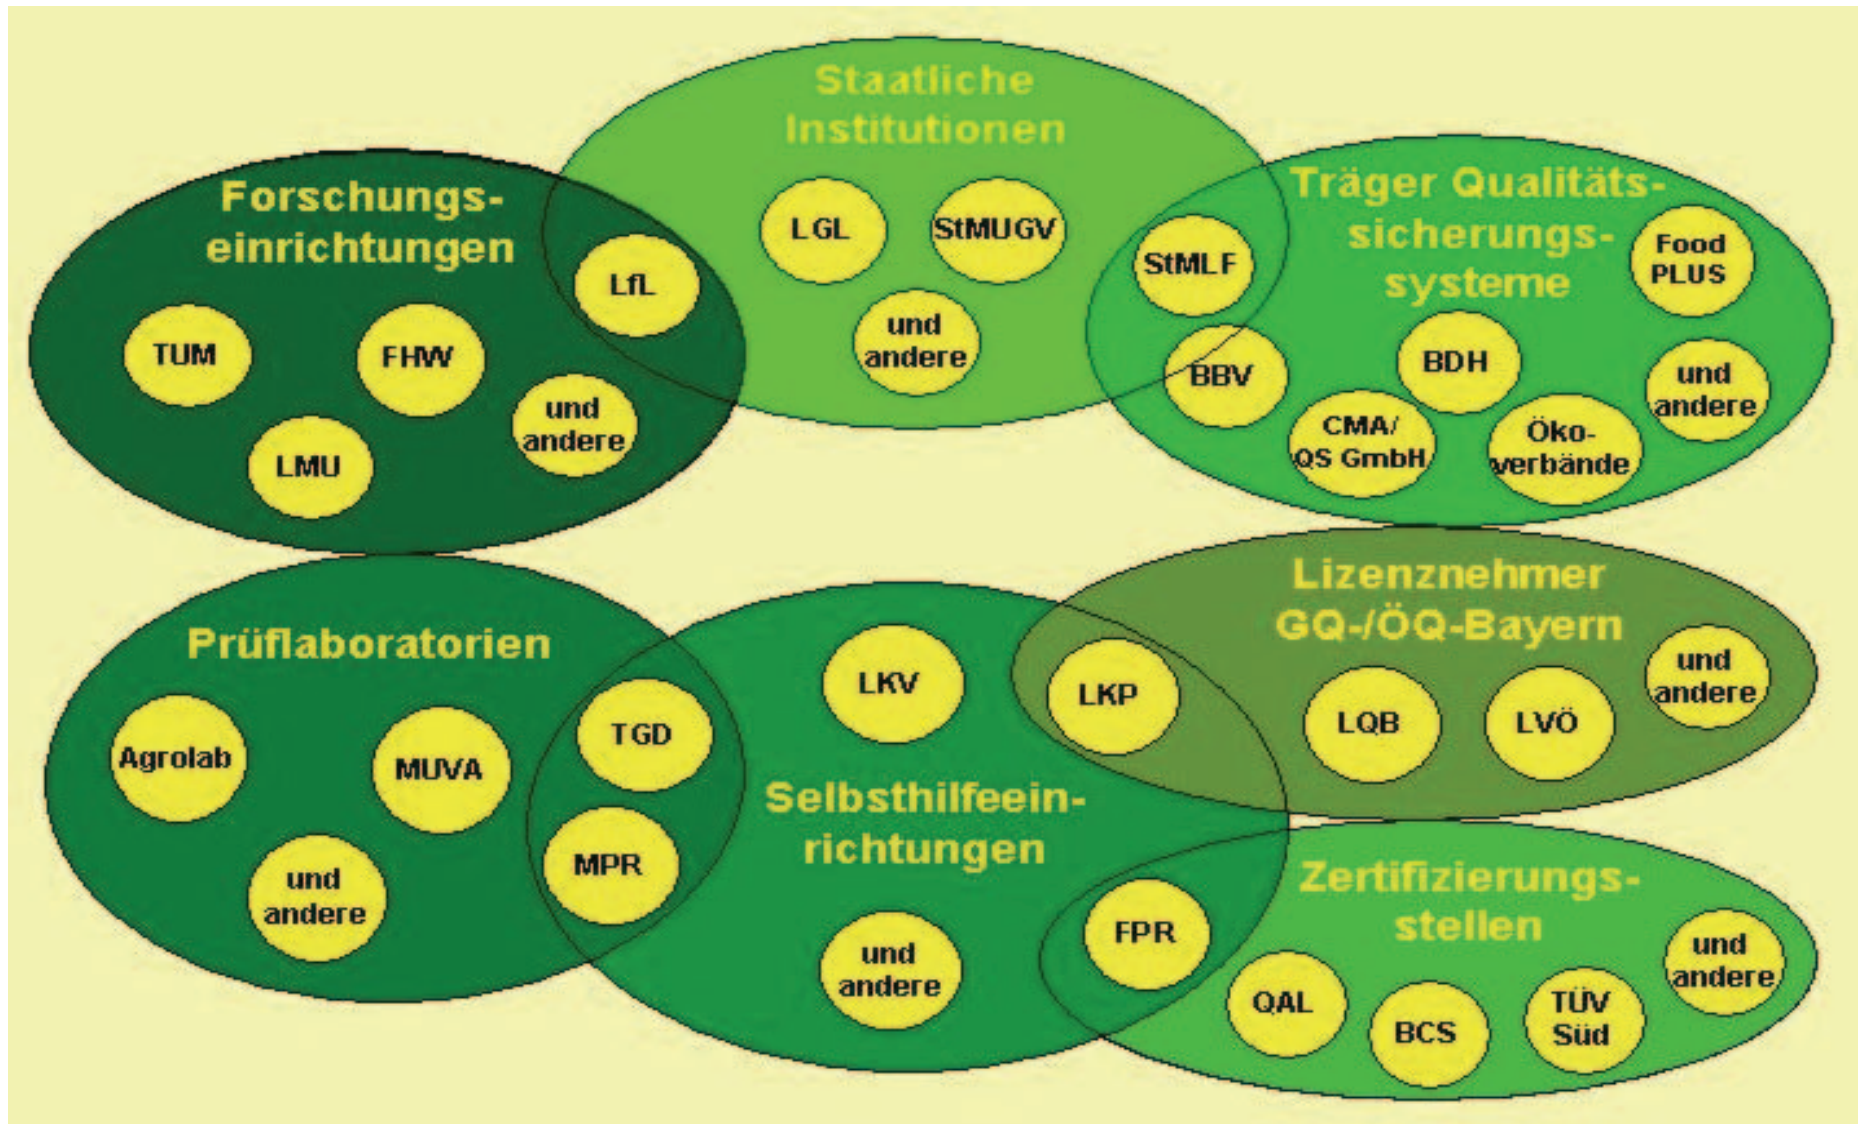 Staatliche
Institutionen
LGL
StMUGV
und
andere
Forschungs-
einrichtungen
LfL
TUM
FHW
und
andere
LMU
Träger Qualitäts-
sicherungs-
systeme
Food
PLUS
StMLF
BBV
BDH
und
andere
CMA/
QS GmbH
Öko-
verbände
Prüflaboratorien
Agrolab
MUVA
TGD
MPR
und
andere
LKV
Selbsthilfeein-
richtungen
und
andere
Lizenznehmer
GQ-/ÖQ-Bayern
LKP
LQB
LVÖ
und
andere
Zertifizierungs-
stellen
FPR
QAL
BCS
TÜV
Süd
und
andere